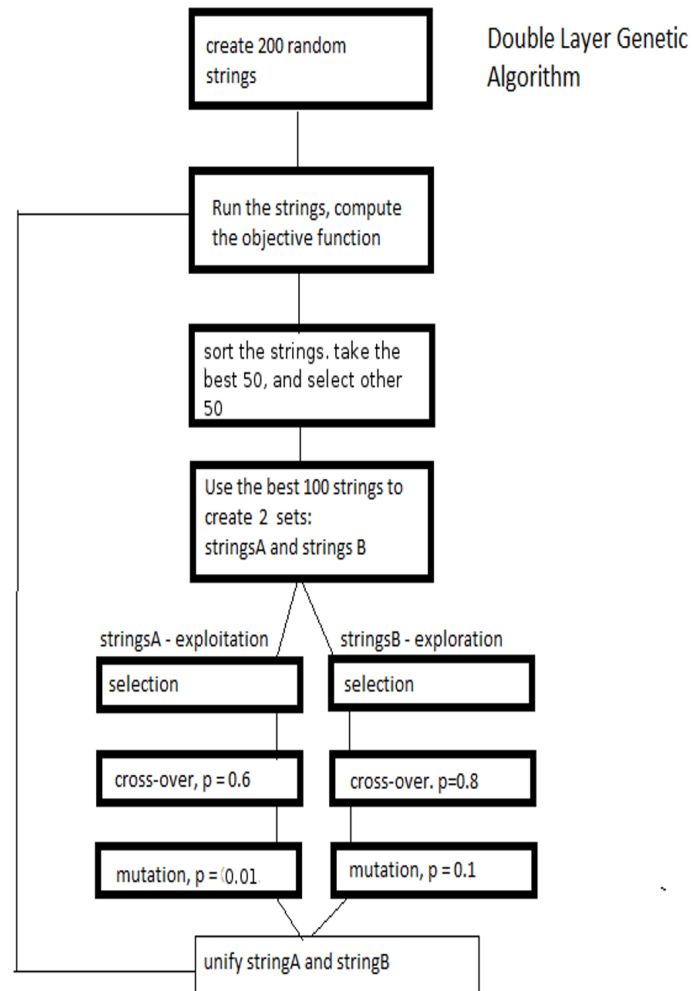 Double Layer Genetic
Algorithm
create 200 random
strings
Run the strings, compute
the objective function
sort the strings. take the
best 50, and select other
50
Use the best 100 strings to
create 2 sets:
stringsA and strings B
stringsA - exploitation
stringsB - exploration
selection
selection
cross-over, p = 0.6
cross-over. p=0.8
mutation, p = 0.01
mutation, p = 0.1
unify stringA and stringB